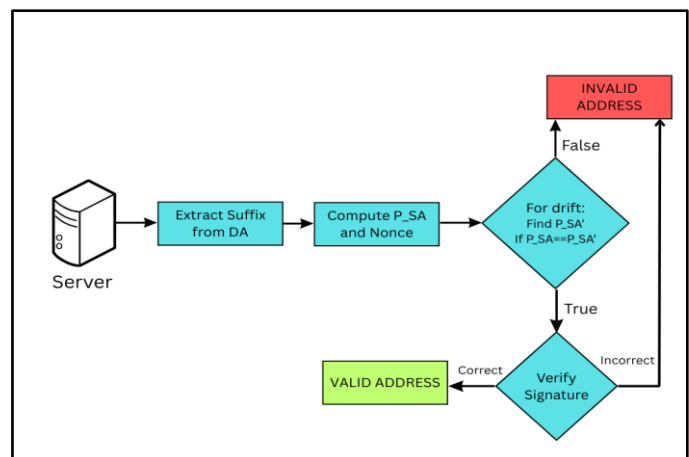 INVALID
ADDRESS
False
Extract Suffix
from DA
Compute P_SA
and Nonce
For drift:
Find P_SA'
If P_SA==P_SA'
Server
True
VALID ADDRESS
Correct
Verify
Signature
Incorrect